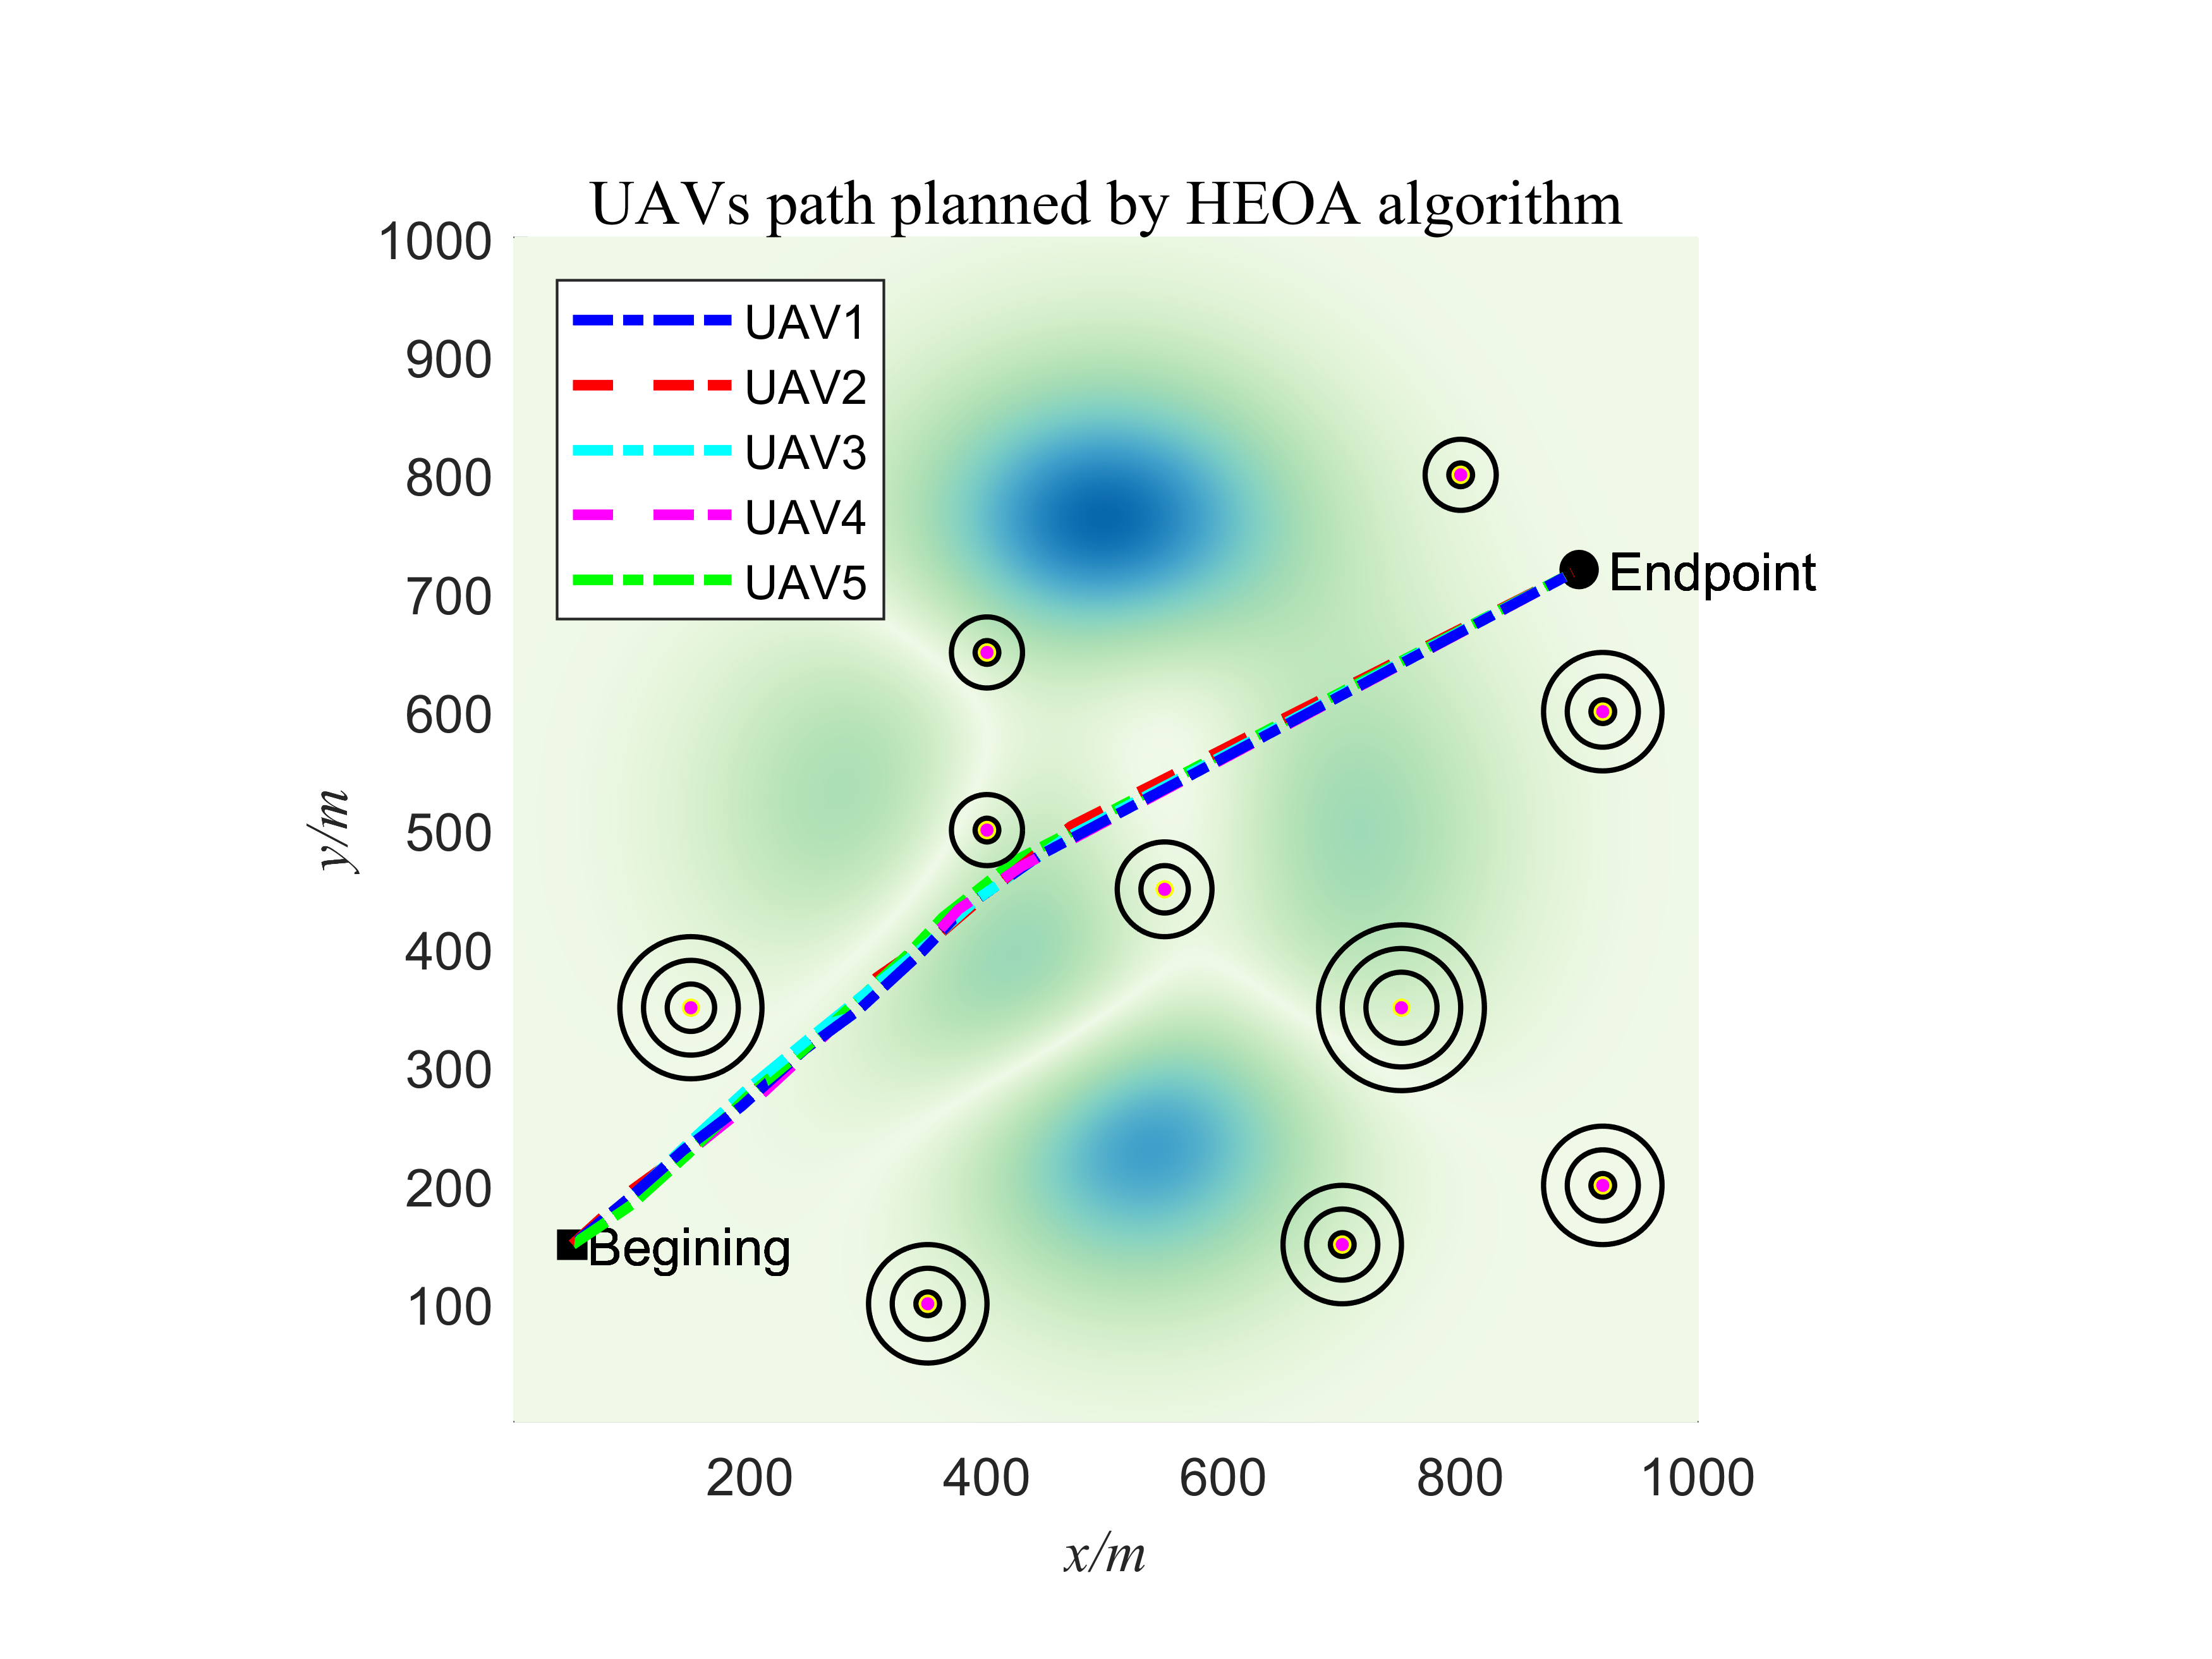 UAVs path planned by HEOA algorithm
1000
900
800
700
600
500
400
300
200
100
y/m
UAV1
UAV2
UAV3
UAV4
UAV5
Endpoint
Begining
200 400 600 800 1000
x/m